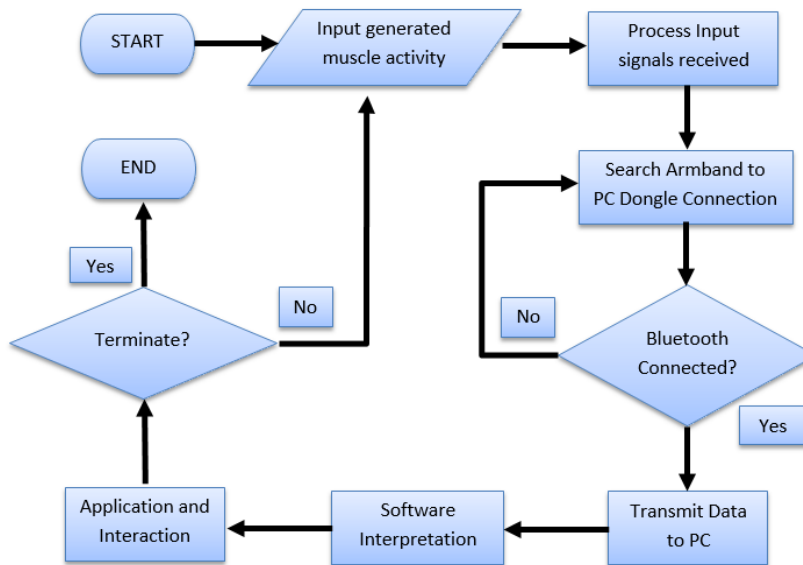 START
Input generated
muscle activity
Process Input
signals received
END
Search Armband to
PC Dongle Connection
Yes
No
Terminate?
No
Bluetooth
Connected?
Yes
Application and
Interaction
Software
Interpretation
Transmit Data
to PC